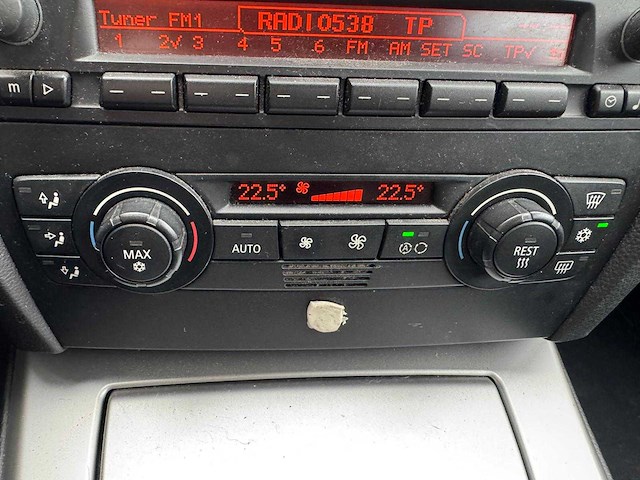 Tuner FM1 RADIO538 TP
1 2√ 3 4 5 6 FM AM SET SC TP√
m
22.5° 22.5°
MAX
AUTO
A
REST